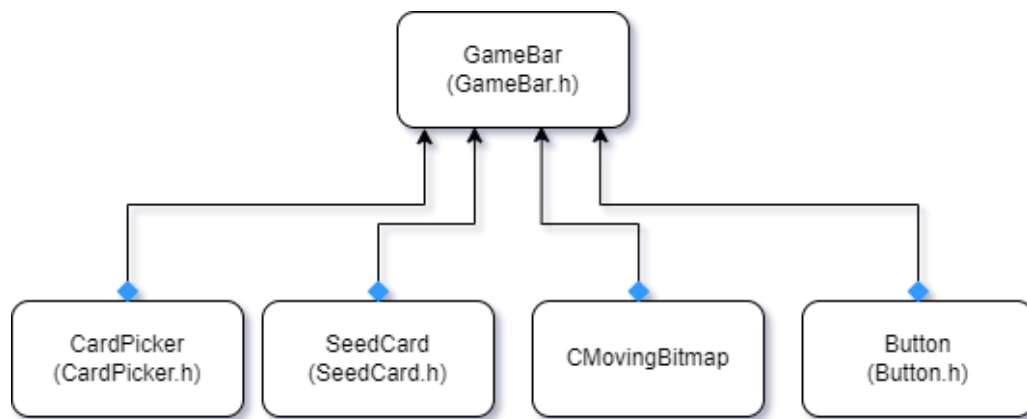 GameBar
(GameBar.h)
CardPicker
(CardPicker.h)
SeedCard
(SeedCard.h)
CMovingBitmap
Button
(Button.h)